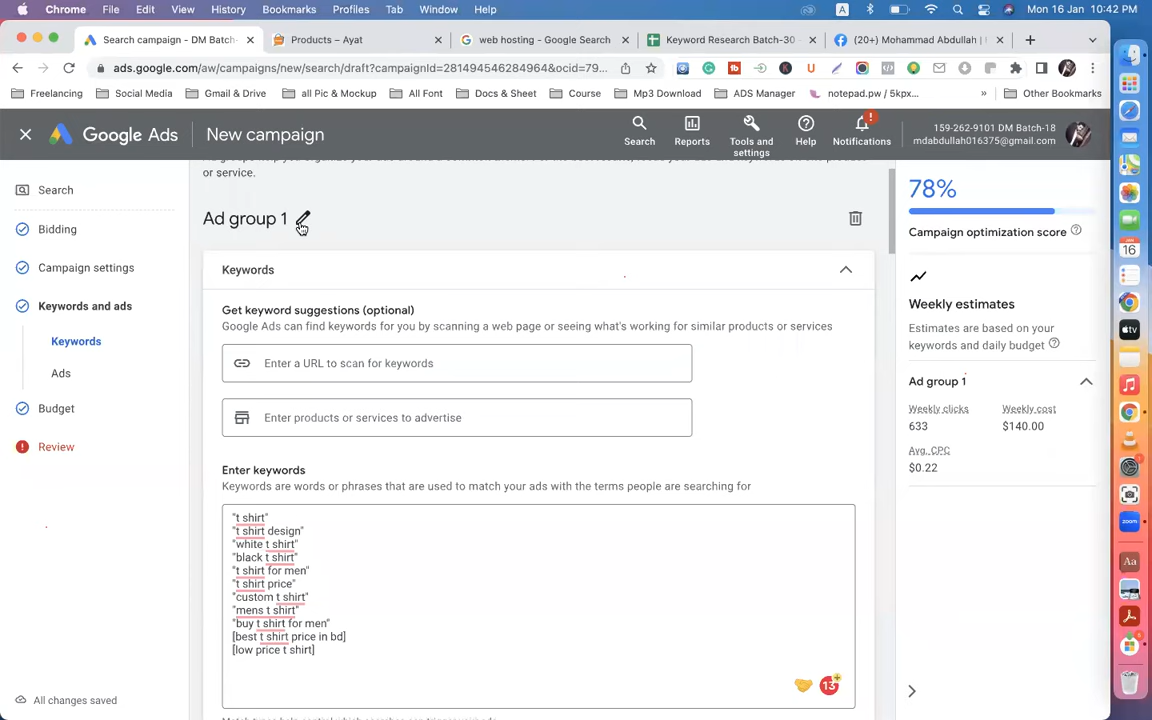 Chrome File Edit View History Bookmarks Profiles Tab Window Help A Mon 16 Jan 10:42 PM
Search campaign - DM Batch- Products – Ayat web hosting - Google Search Keyword Research Batch-30 - (20+) Mohammad Abdullah |
ads.google.com/aw/campaigns/new/search/draft?campaignId=281494546284964&ocid=79...
Freelancing Social Media Gmail & Drive all Pic & Mockup All Font Docs & Sheet Course Mp3 Download ADS Manager notepad.pw / 5kpx... » Other Bookmarks
Google Ads New campaign
Search Reports Tools and settings Help Notifications
159-262-9101 DM Batch-18
mdabdullah016375@gmail.com
Search
Bidding
Campaign settings
Keywords and ads
Keywords
Ads
Budget
Review
All changes saved
or service.
Ad group 1
Keywords
Get keyword suggestions (optional)
Google Ads can find keywords for you by scanning a web page or seeing what's working for similar products or services
Enter a URL to scan for keywords
Enter products or services to advertise
Enter keywords
Keywords are words or phrases that are used to match your ads with the terms people are searching for
"t shirt"
"t shirt design"
"white t shirt"
"black t shirt"
"t shirt for men"
"t shirt price"
"custom t shirt"
"mens t shirt"
"buy t shirt for men"
[best t shirt price in bd]
[low price t shirt]
13
78%
Campaign optimization score
Weekly estimates
Estimates are based on your
keywords and daily budget
Ad group 1
Weekly clicks Weekly cost
633 $140.00
Avg. CPC
$0.22